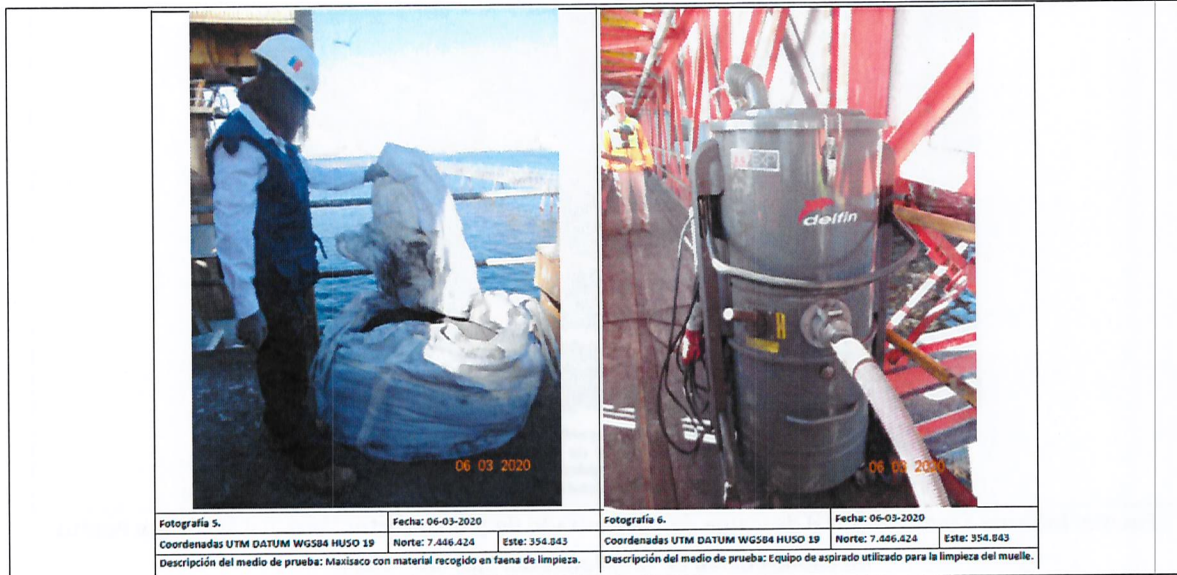 06 03 2020
delfin
06 03 2020
Fotografía 5.
Fecha: 06-03-2020
Coordenadas UTM DATUM WGS84 HUSO 19
Norte: 7.446.424
Este: 354.843
Descripción del medio de prueba: Maxisaco con material recogido en faena de limpieza.
Fotografía 6.
Fecha: 06-03-2020
Coordenadas UTM DATUM WGS84 HUSO 19
Norte: 7.446.424
Este: 354.843
Descripción del medio de prueba: Equipo de aspirado utilizado para la limpieza del muelle.